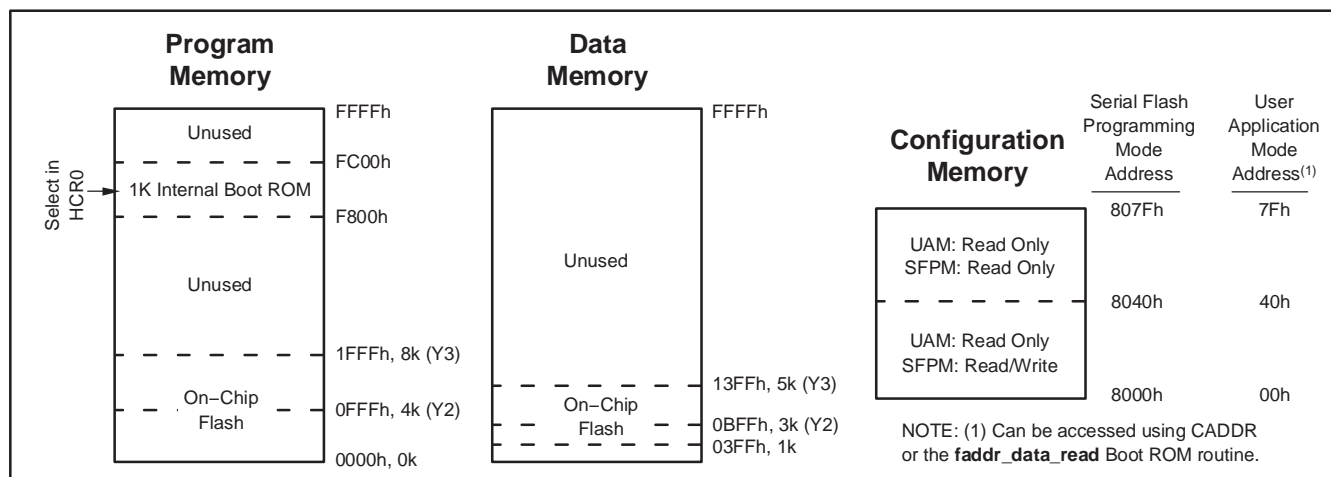 Program
Memory
FFFFh
Unused
FC00h
Select in
HCR0
1K Internal Boot ROM
F800h
Unused
1FFFh, 8k (Y3)
On−Chip
Flash
0FFFh, 4k (Y2)
0000h, 0k
Data
Memory
FFFFh
Unused
13FFh, 5k (Y3)
On−Chip
Flash
0BFFh, 3k (Y2)
03FFh, 1k
Configuration
Memory
Serial Flash
Programming
Mode
Address
User
Application
Mode
Address(1)
807Fh 7Fh
UAM: Read Only
SFPM: Read Only
8040h 40h
UAM: Read Only
SFPM: Read/Write
8000h 00h
NOTE: (1) Can be accessed using CADDR
or the faddr_data_read Boot ROM routine.